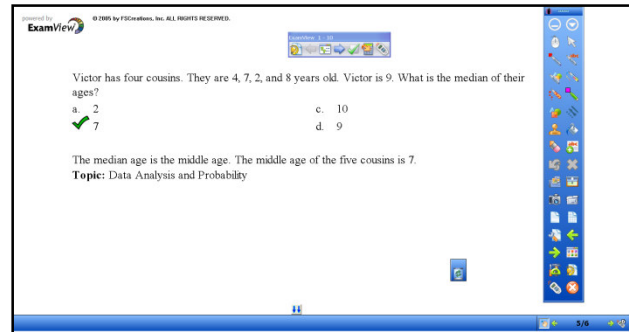 powered by
ExamView
© 2005 by FSCreations, Inc. ALL RIGHTS RESERVED.
ExamView 1 - 10
Victor has four cousins. They are 4, 7, 2, and 8 years old. Victor is 9. What is the median of their
ages?
a. 2
c. 10
7
d. 9
The median age is the middle age. The middle age of the five cousins is 7.
Topic: Data Analysis and Probability
5/6